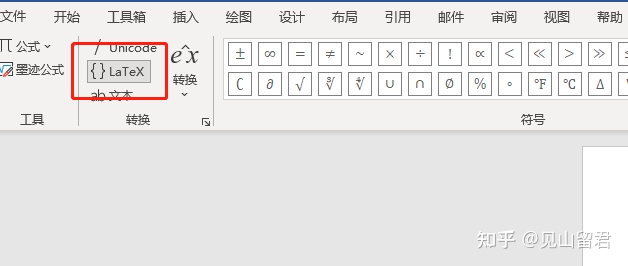 文件 开始 工具箱 插入 绘图 设计 布局 引用 邮件 审阅 视图 帮助
π 公式 / Unicode
墨迹公式 {} LaTeX
ab 文本
eˆx
转换
± ∞ = ≠ ~ × ÷ ! ∝ < ≪ > ≫
∁ ∂ √ ∛ ∜ ∪ ∩ ∅ % ° °F °C ∆ ∇
工具 转换 符号
知乎 @见山留君